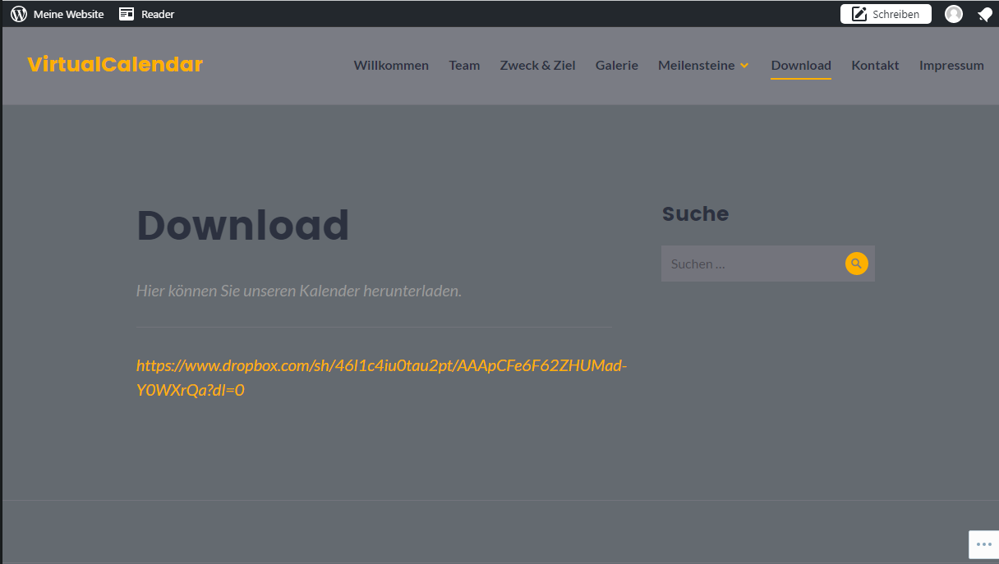 Meine Website Reader Schreiben
VirtualCalendar
Willkommen Team Zweck & Ziel Galerie Meilensteine Download Kontakt Impressum
Download
Hier können Sie unseren Kalender herunterladen.
https://www.dropbox.com/sh/46l1c4iu0tau2pt/AAApCFe6F62ZHUMad-
Y0WXrQa?dl=0
Suche
Suchen …